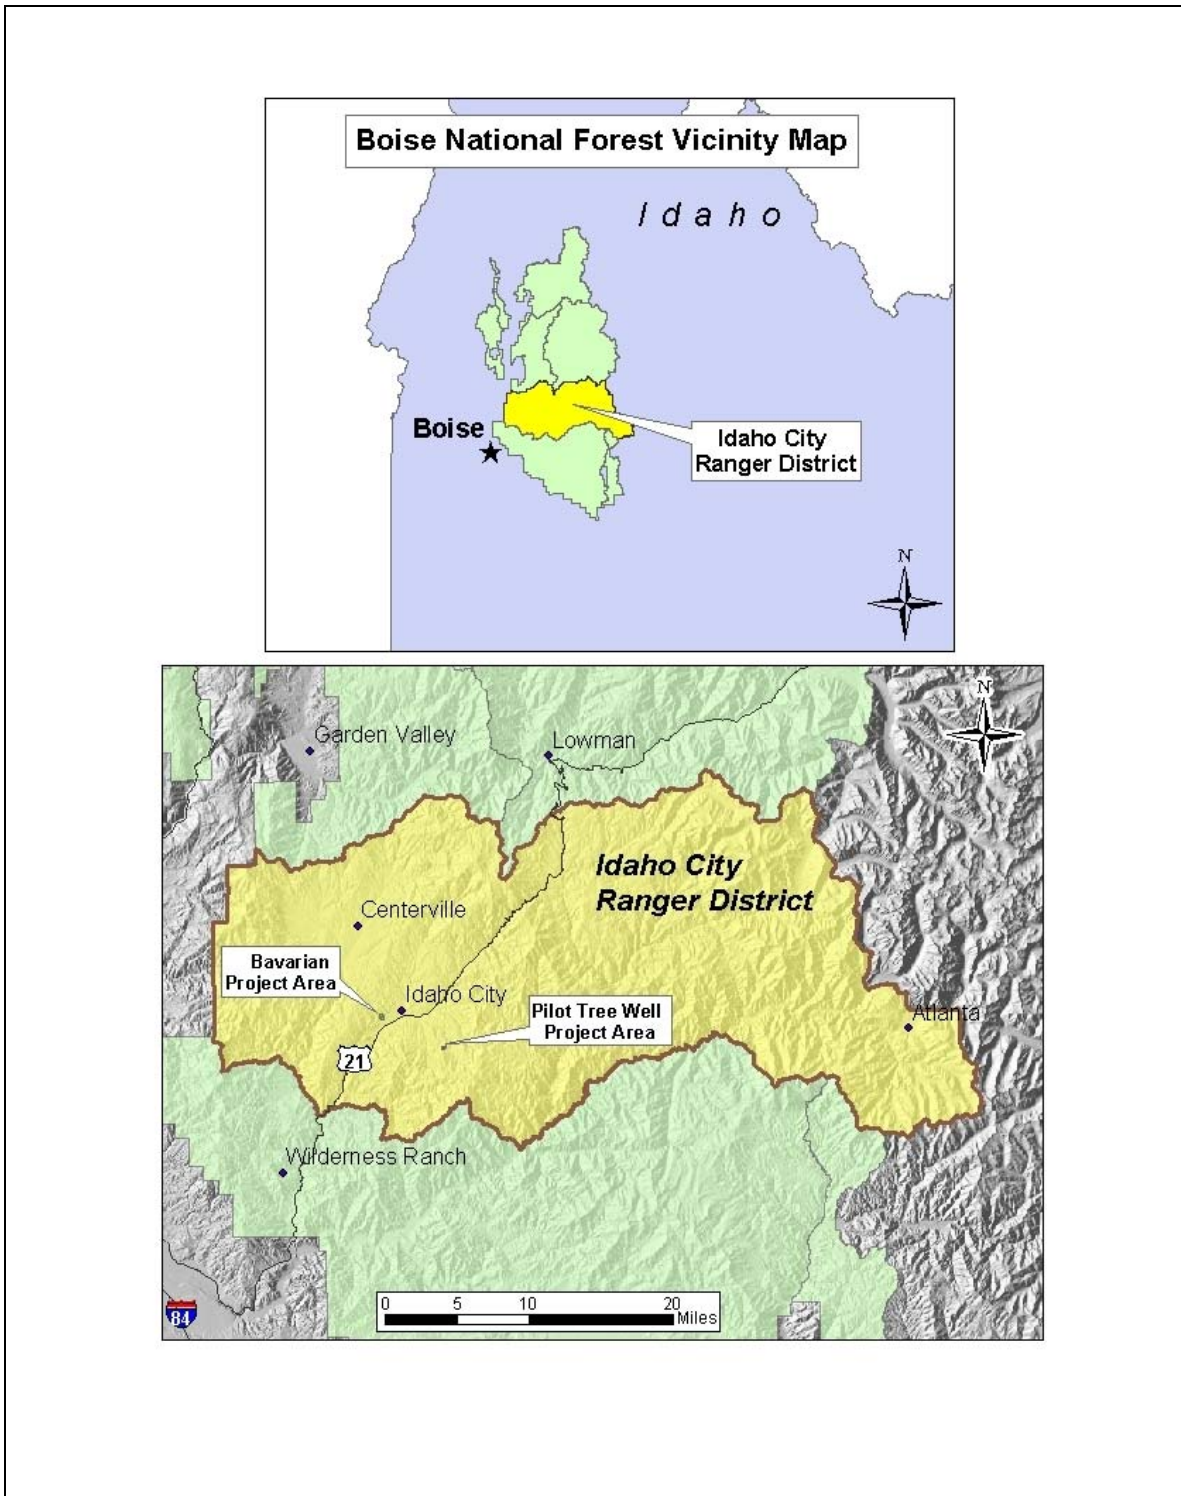 Boise National Forest Vicinity Map
Idaho
Boise
Idaho City
Ranger District
N
N
Garden Valley
Lowman
Idaho City
Ranger District
Centerville
Bavarian
Project Area
Idaho City
Pilot Tree Well
Project Area
Atlanta
21
Wilderness Ranch
84
0 5 10 20
Miles